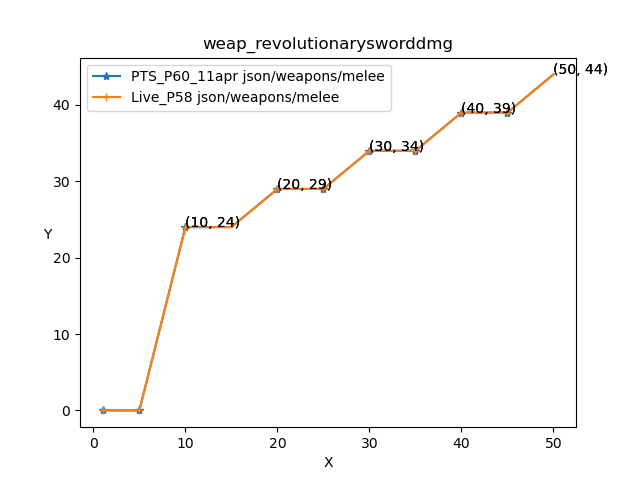 weap_revolutionarysworddmg
PTS_P60_11apr json/weapons/melee
Live_P58 json/weapons/melee
(50, 44)
(40, 39)
(30, 34)
(20, 29)
(10, 24)
40
30
20
10
0
Y
0 10 20 30 40 50
X